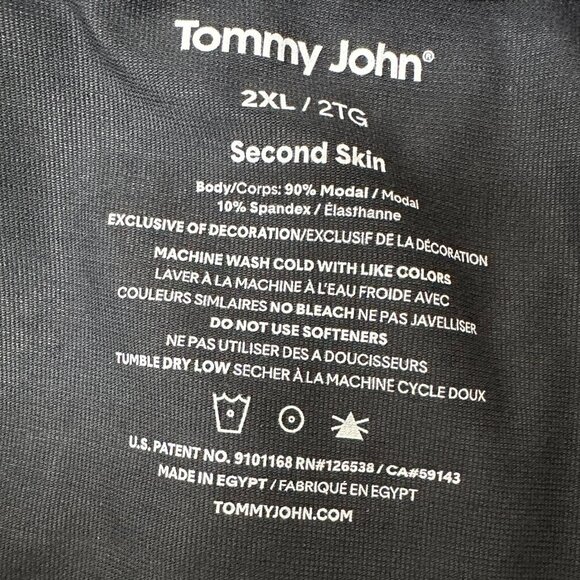 Tommy John®
2XL / 2TG
Second Skin
Body/Corps: 90% Modal / Modal
10% Spandex / Élasthanne
EXCLUSIVE OF DECORATION/EXCLUSIF DE LA DÉCORATION
MACHINE WASH COLD WITH LIKE COLORS
LAVER À LA MACHINE À L'EAU FROIDE AVEC
COULEURS SIMLAIRES NO BLEACH NE PAS JAVELLISER
DO NOT USE SOFTENERS
NE PAS UTILISER DES A DOUCISSEURS
TUMBLE DRY LOW SECHER À LA MACHINE CYCLE DOUX
U.S. PATENT NO. 9101168 RN#126538 / CA#59143
MADE IN EGYPT / FABRIQUÉ EN EGYPT
TOMMYJOHN.COM